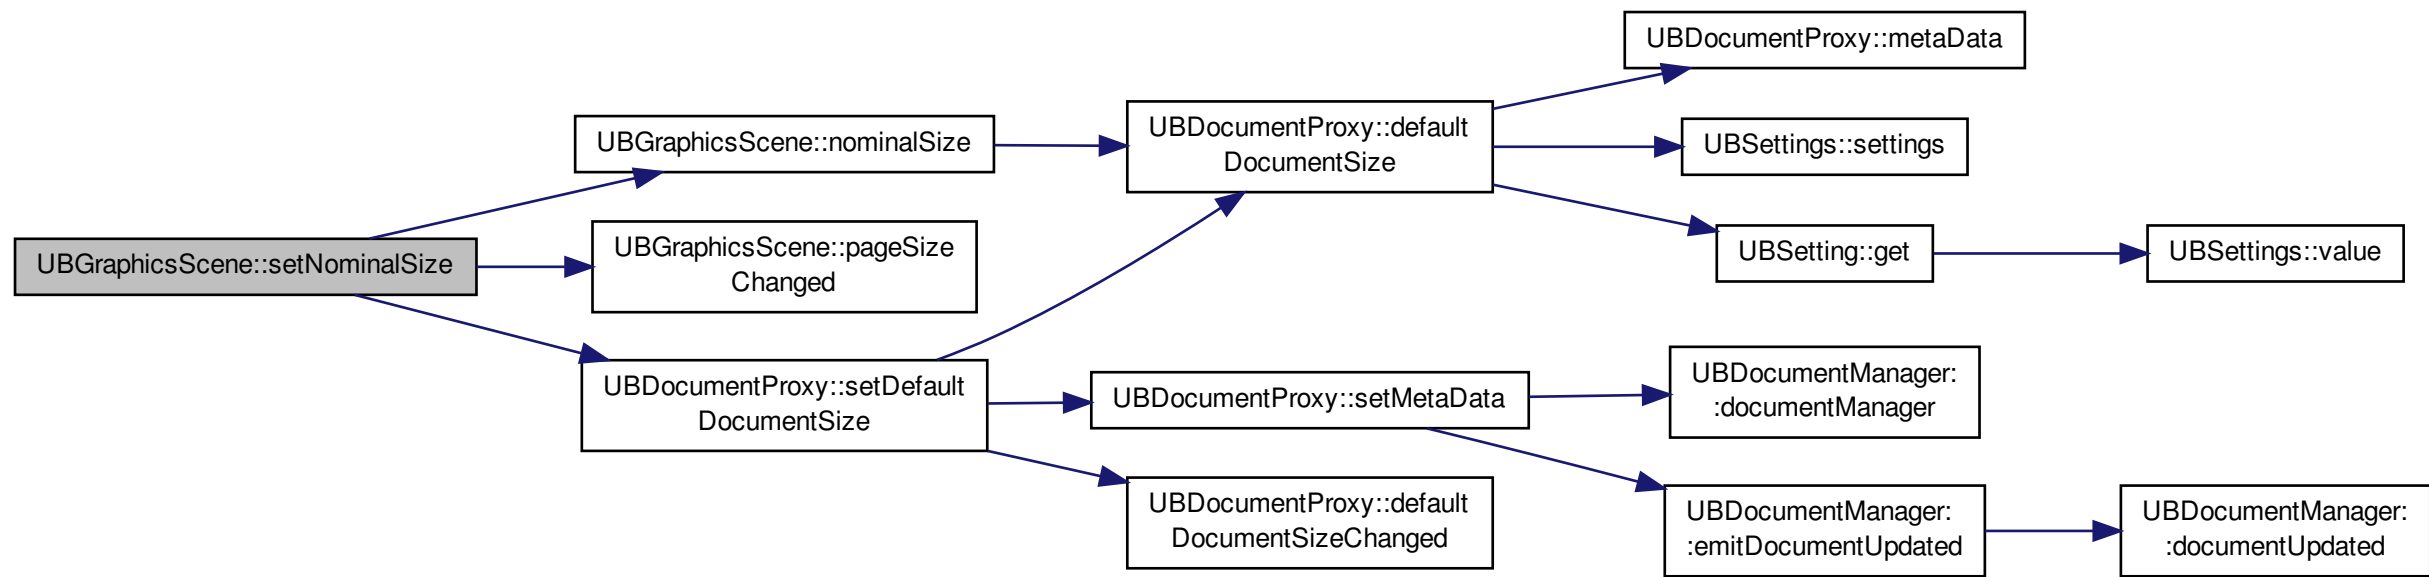 UBGraphicsScene::setNominalSize
UBGraphicsScene::nominalSize
UBGraphicsScene::pageSize
Changed
UBDocumentProxy::setDefault
DocumentSize
UBDocumentProxy::default
DocumentSize
UBDocumentProxy::setMetaData
UBDocumentProxy::default
DocumentSizeChanged
UBDocumentProxy::metaData
UBSettings::settings
UBSetting::get
UBSettings::value
UBDocumentManager:
:documentManager
UBDocumentManager:
:emitDocumentUpdated
UBDocumentManager:
:documentUpdated